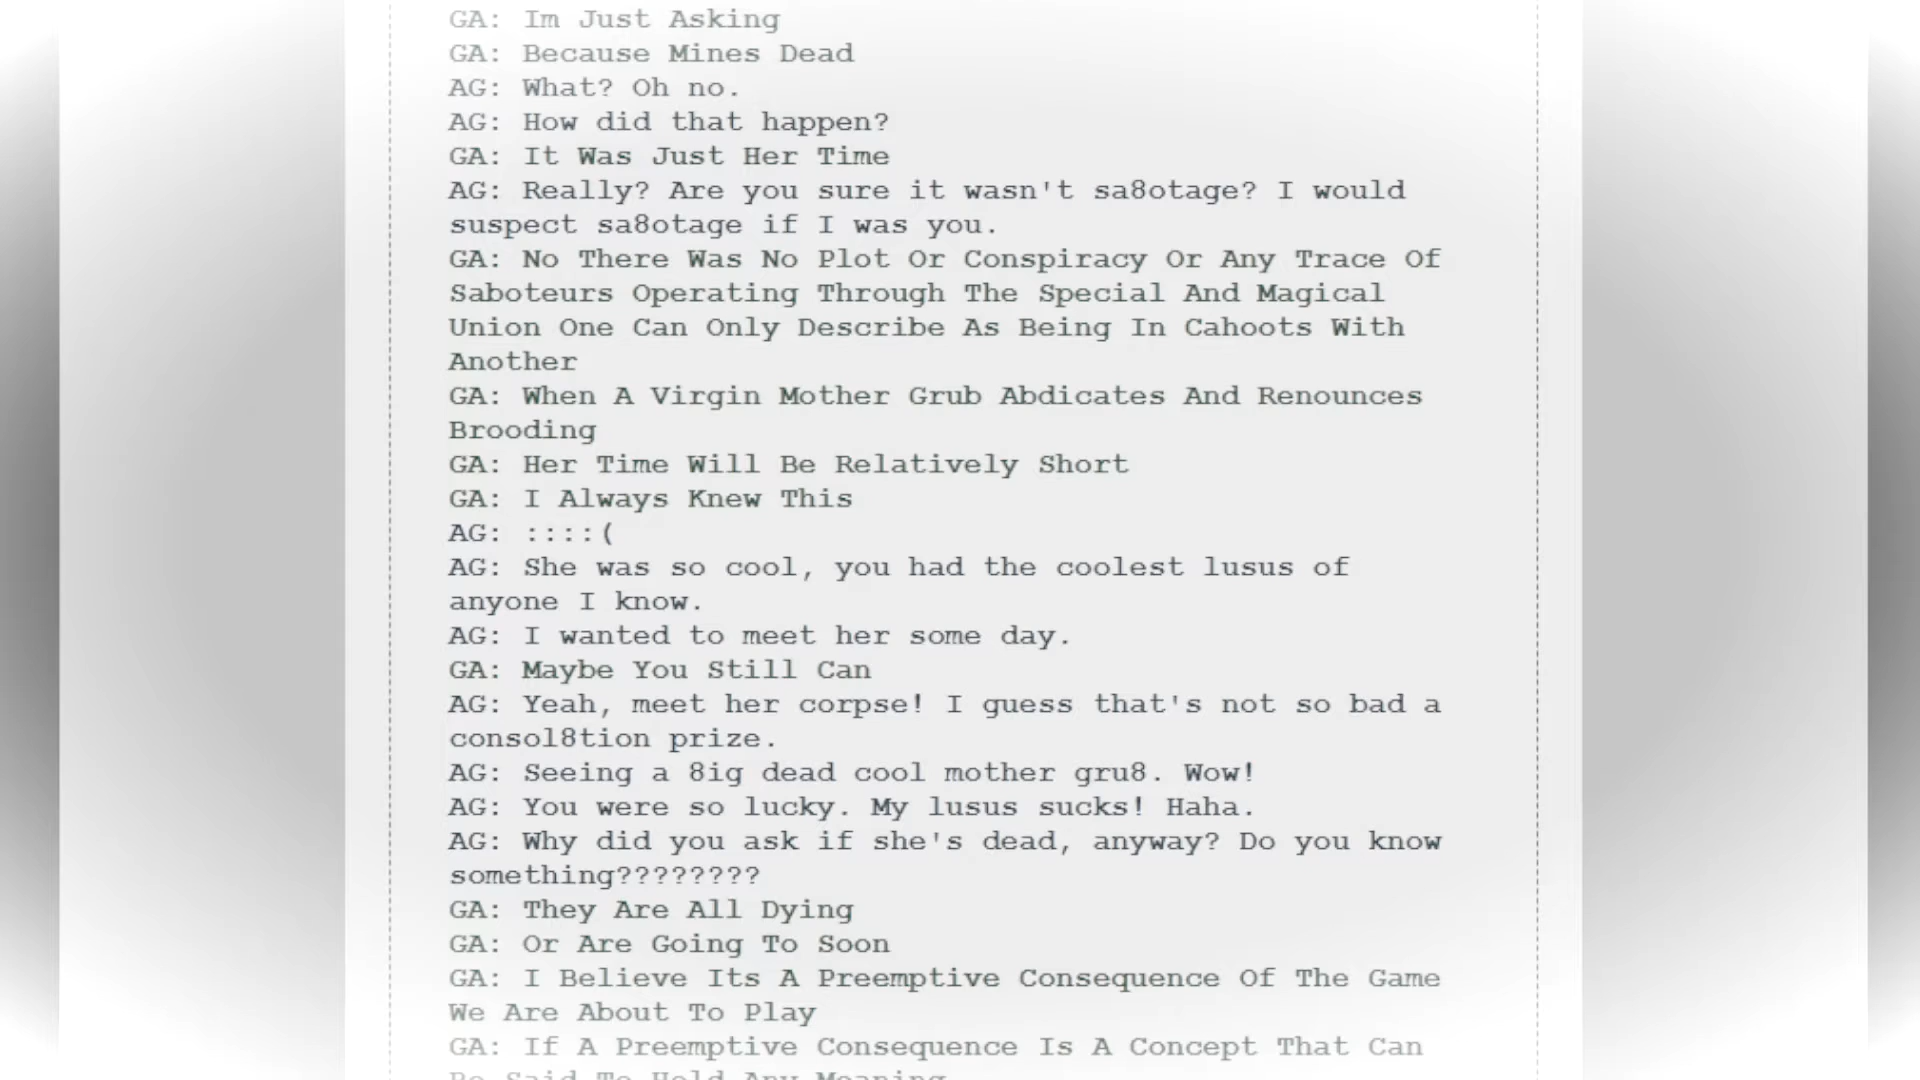 GA: Im Just Asking
GA: Because Mines Dead
AG: What? Oh no.
AG: How did that happen?
GA: It Was Just Her Time
AG: Really? Are you sure it wasn't sa8otage? I would
suspect sa8otage if I was you.
GA: No There Was No Plot Or Conspiracy Or Any Trace Of
Saboteurs Operating Through The Special And Magical
Union One Can Only Describe As Being In Cahoots With
Another
GA: When A Virgin Mother Grub Abdicates And Renounces
Brooding
GA: Her Time Will Be Relatively Short
GA: I Always Knew This
AG: ::::(
AG: She was so cool, you had the coolest lusus of
anyone I know.
AG: I wanted to meet her some day.
GA: Maybe You Still Can
AG: Yeah, meet her corpse! I guess that's not so bad a
consol8tion prize.
AG: Seeing a 8ig dead cool mother gru8. Wow!
AG: You were so lucky. My lusus sucks! Haha.
AG: Why did you ask if she's dead, anyway? Do you know
something????????
GA: They Are All Dying
GA: Or Are Going To Soon
GA: I Believe Its A Preemptive Consequence Of The Game
We Are About To Play
GA: If A Preemptive Consequence Is A Concept That Can
Be Said To Hold Any Meaning